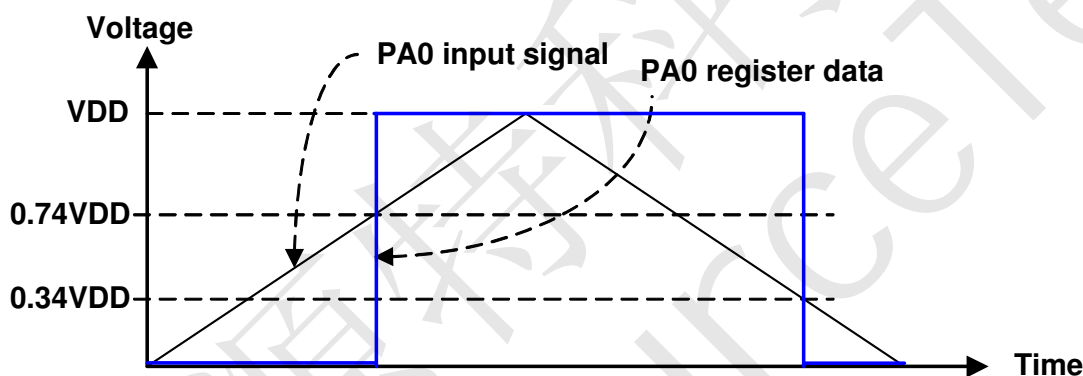 Voltage
PA0 input signal
PA0 register data
VDD
0.74VDD
0.34VDD
Time